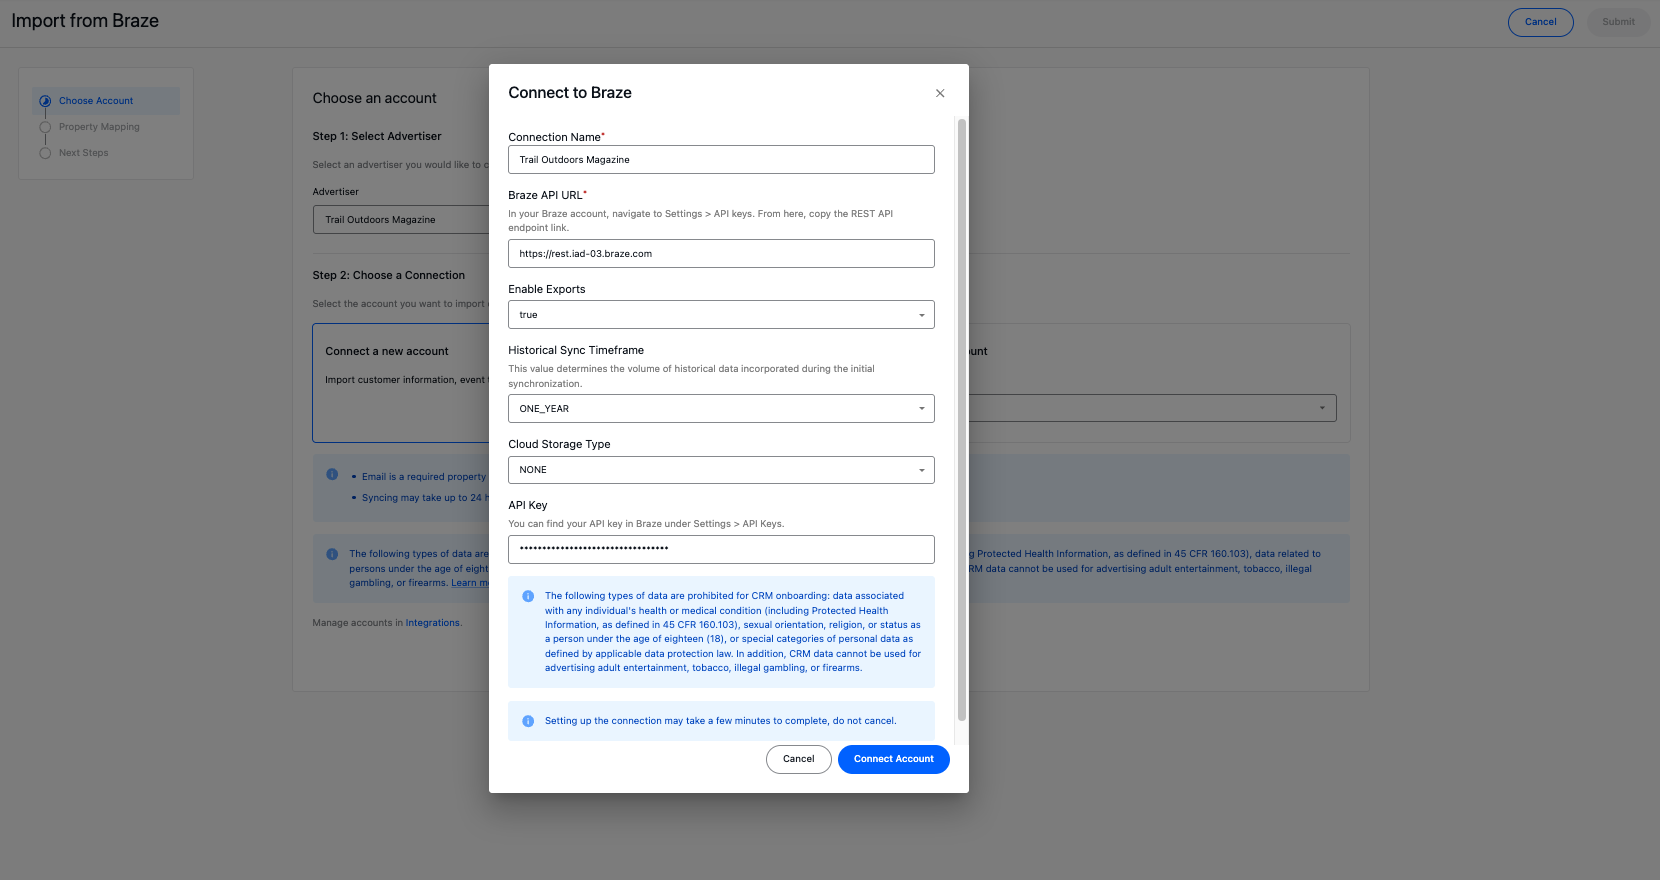 Import from Braze
Cancel
Submit
Choose Account
Property Mapping
Next Steps
Choose an account
Step 1: Select Advertiser
Select an advertiser you would like to c
Advertiser
Trail Outdoors Magazine
Step 2: Choose a Connection
Select the account you want to import
Connect a new account
Import customer information, event
unt
Email is a required property
Syncing may take up to 24 h
The following types of data are
persons under the age of eight
gambling, or firearms. Learn m
g Protected Health Information, as defined in 45 CFR 160.103), data related to
RM data cannot be used for advertising adult entertainment, tobacco, illegal
Manage accounts in Integrations.
Connect to Braze
Connection Name*
Trail Outdoors Magazine
Braze API URL*
In your Braze account, navigate to Settings > API keys. From here, copy the REST API
endpoint link.
https://rest.iad-03.braze.com
Enable Exports
true
Historical Sync Timeframe
This value determines the volume of historical data incorporated during the initial
synchronization.
ONE_YEAR
Cloud Storage Type
NONE
API Key
You can find your API key in Braze under Settings > API Keys.
•••••••••••••••••••••••••••••••••
The following types of data are prohibited for CRM onboarding: data associated
with any individual's health or medical condition (including Protected Health
Information, as defined in 45 CFR 160.103), sexual orientation, religion, or status as
a person under the age of eighteen (18), or special categories of personal data as
defined by applicable data protection law. In addition, CRM data cannot be used for
advertising adult entertainment, tobacco, illegal gambling, or firearms.
Setting up the connection may take a few minutes to complete, do not cancel.
Cancel
Connect Account